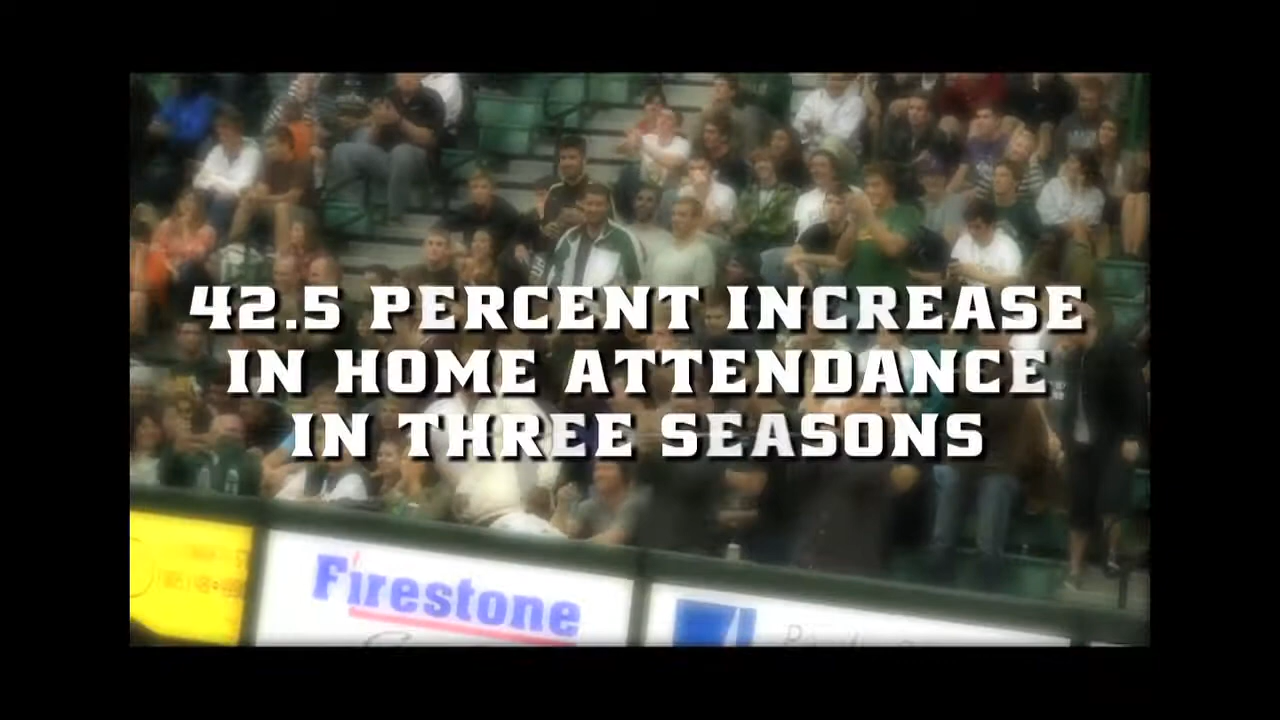 42.5 PERCENT INCREASE
IN HOME ATTENDANCE
IN THREE SEASONS
Firestone